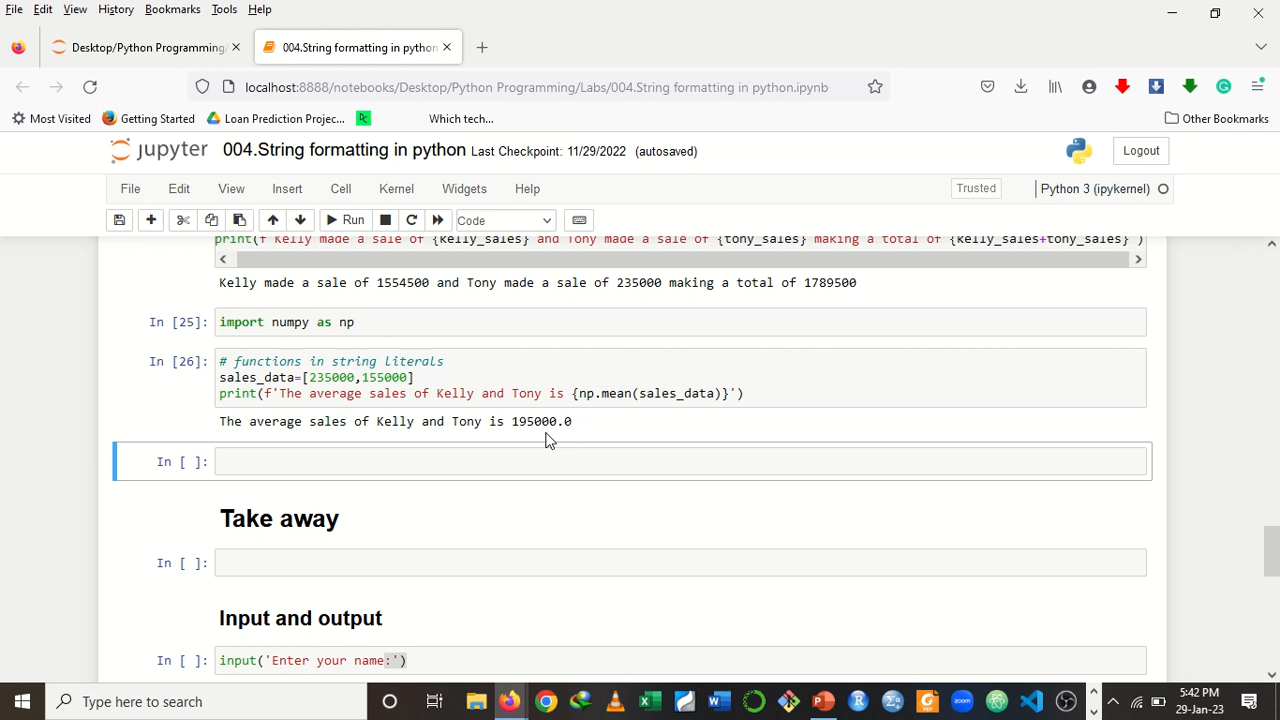 File Edit View History Bookmarks Tools Help
Desktop/Python Programming/
004.String formatting in python
localhost:8888/notebooks/Desktop/Python Programming/Labs/004.String formatting in python.ipynb
Most Visited Getting Started Loan Prediction Projec... Which tech... Other Bookmarks
jupyter 004.String formatting in python Last Checkpoint: 11/29/2022 (autosaved) Logout
File Edit View Insert Cell Kernel Widgets Help Trusted Python 3 (ipykernel)
Run Code
print(f'Kelly made a sale of {kelly_sales} and Tony made a sale of {tony_sales} making a total of {kelly_sales+tony_sales}')
Kelly made a sale of 1554500 and Tony made a sale of 235000 making a total of 1789500
In [25]: import numpy as np
In [26]: # functions in string literals
sales_data=[235000,155000]
print(f'The average sales of Kelly and Tony is {np.mean(sales_data)}')
The average sales of Kelly and Tony is 195000.0
In [ ]:
Take away
In [ ]:
Input and output
In [ ]: input('Enter your name:')
Type here to search
5:42 PM
29-Jan-23